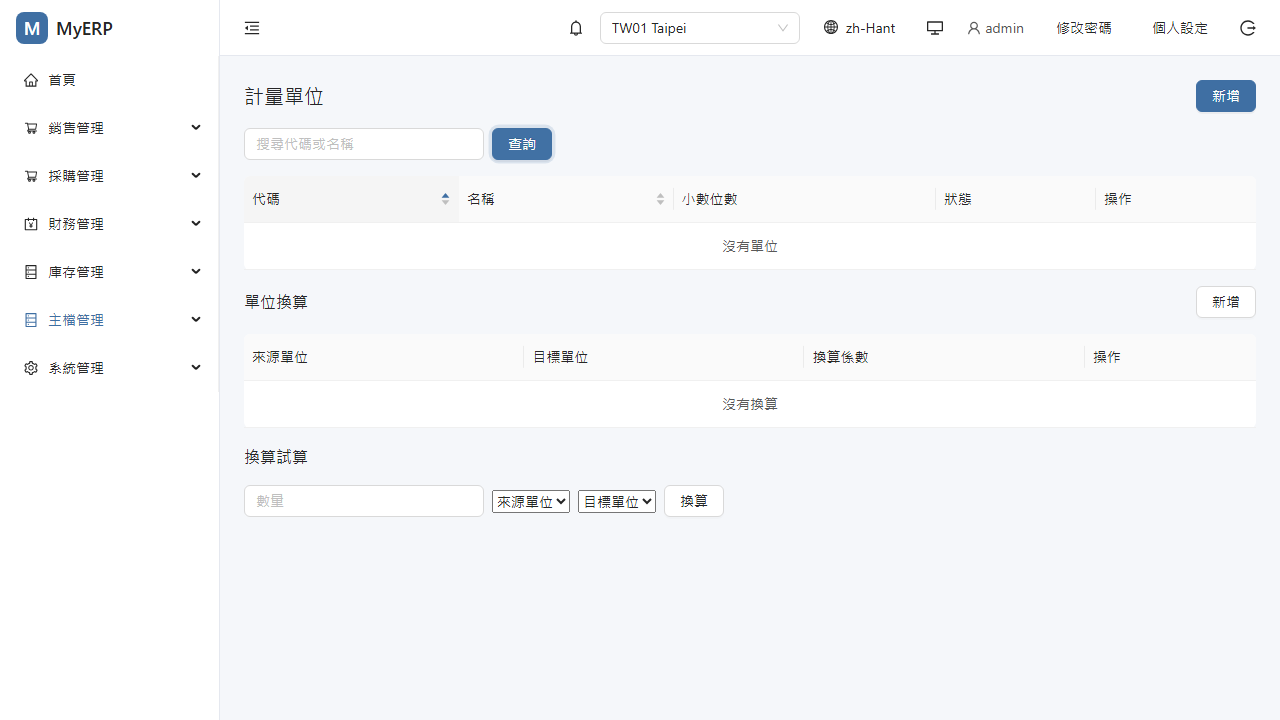 M MyERP
TW01 Taipei
zh-Hant
admin
修改密碼
個人設定
首頁
銷售管理
採購管理
財務管理
庫存管理
主檔管理
系統管理
計量單位
新增
搜尋代碼或名稱
查詢
代碼 名稱 小數位數 狀態 操作
沒有單位
單位換算
新增
來源單位 目標單位 換算係數 操作
沒有換算
換算試算
數量
來源單位
目標單位
換算